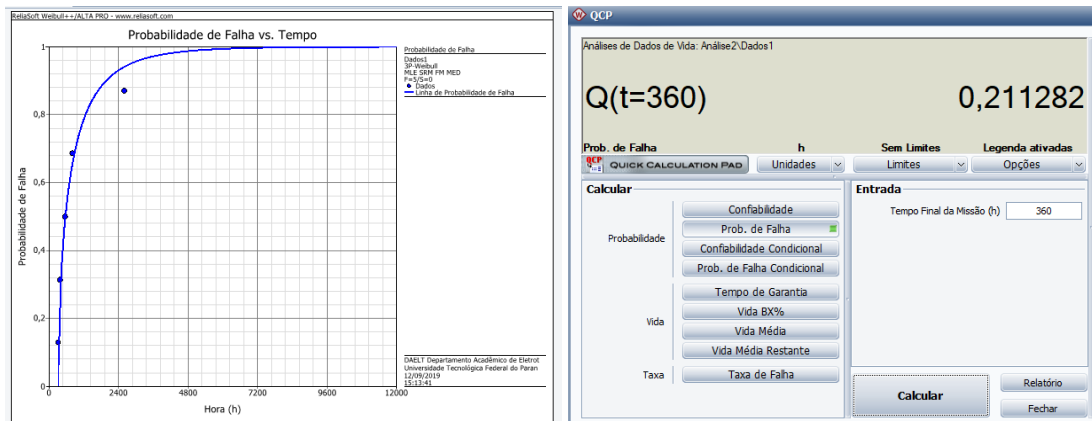 ReliaSoft Weibull++/ALTA PRO - www.reliasoft.com
Probabilidade de Falha vs. Tempo
Probabilidade de Falha
1
0,8
0,6
0,4
0,2
0
0
2400
4800
7200
9600
12000
Hora (h)
Probabilidade de Falha
Dados1
3P-Weibull
MLE SRM FM MED
F=5/S=0
Dados
Linha de Probabilidade de Falha
DAELT Departamento Acadêmico de Eletrot
Universidade Tecnológica Federal do Paran
12/09/2019
15:13:41
QCP
Análises de Dados de Vida: Análise2\Dados1
Q(t=360) 0,211282
Prob. de Falha h Sem Limites Legenda ativadas
QCP QUICK CALCULATION PAD Unidades Limites Opções
Calcular
Probabilidade
Confiabilidade
Prob. de Falha
Confiabilidade Condicional
Prob. de Falha Condicional
Vida
Tempo de Garantia
Vida BX%
Vida Média
Vida Média Restante
Taxa
Taxa de Falha
Entrada
Tempo Final da Missão (h) 360
Calcular
Relatório
Fechar